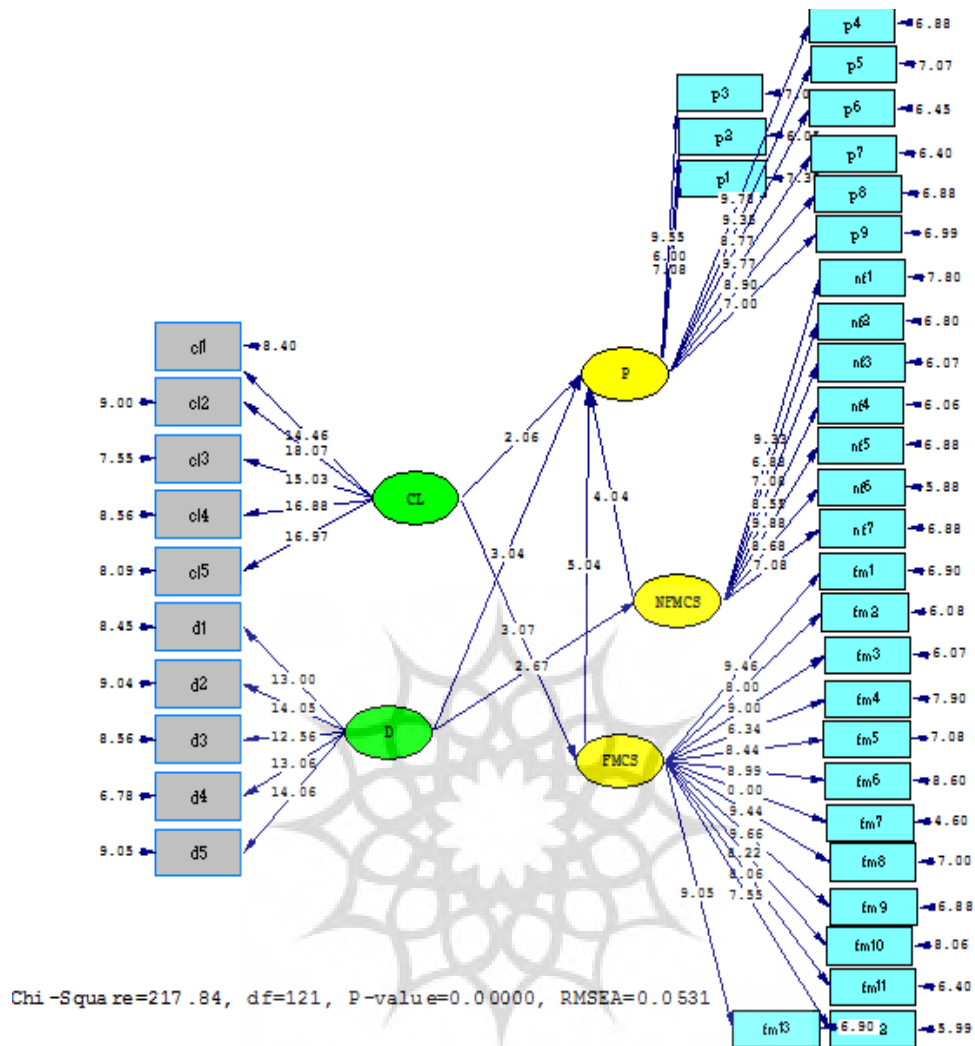 p4 6.88
p5 7.07
p3 p6 6.45
p2 p7 6.40
p1 p8 6.88
9.78
9.35
8.77
9.77
8.90
7.00
p9 6.99
9.55
6.00
7.08
nf1 7.80
nf2 6.80
nf3 6.07
nf4 6.06
nf5 6.88
nf6 5.88
nf7 6.88
9.33
6.88
7.08
8.55
9.88
8.68
7.08
cl1 8.40
9.00 cl2
7.55 cl3
8.56 cl4
8.09 cl5
14.46
18.07
15.03
16.88
16.97
P
CL
2.06
4.04
3.04
5.04
NFMCS
3.07
2.67
8.45 d1
9.04 d2
8.56 d3
6.78 d4
9.05 d5
13.00
14.05
12.56
13.06
14.06
D
FMCS
fm1 6.90
fm2 6.08
fm3 6.07
fm4 7.90
fm5 7.08
fm6 8.60
fm7 4.60
fm8 7.00
fm9 6.88
fm10 8.06
fm11 6.40
9.46
8.00
9.00
6.34
8.44
8.99
0.00
9.44
9.66
8.22
8.06
7.55
9.05
Chi-Square=217.84, df=121, P-value=0.00000, RMSEA=0.0531
fm13 6.90 2 5.99